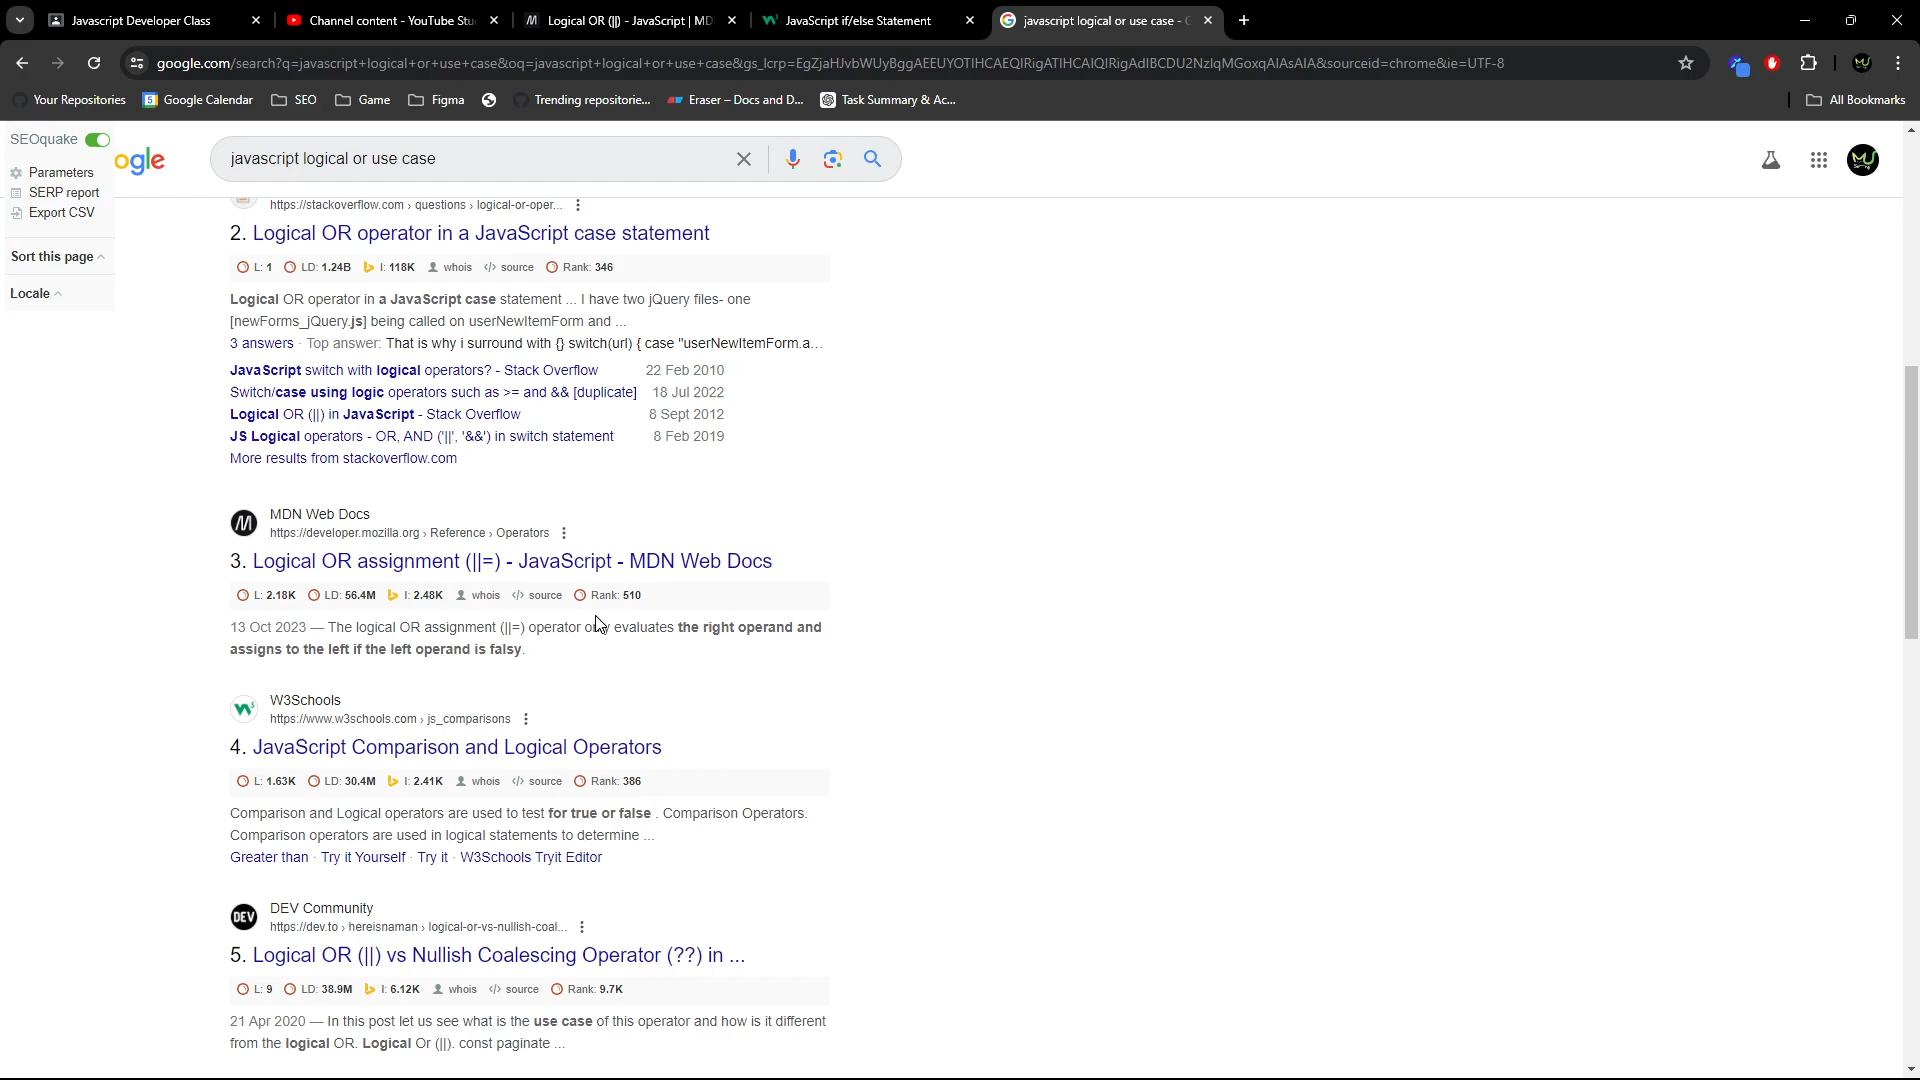 Javascript Developer Class
Channel content - YouTube Stu
Logical OR (||) - JavaScript | MD
JavaScript if/else Statement
javascript logical or use case - G
google.com/search?q=javascript+logical+or+use+case&oq=javascript+logical+or+use+case&gs_lcrp=EgZjaHJvbWUyBggAEEUYOTIHCAEQIRigATIHCAIQIRigAdIBCDU2NzlqMGoxqAIAsAIA&sourceid=chrome&ie=UTF-8
Your Repositories
Google Calendar
SEO
Game
Figma
Trending repositorie...
Eraser – Docs and D...
Task Summary & Ac...
All Bookmarks
SEOquake
Parameters
SERP report
Export CSV
Sort this page
Locale
ogle
javascript logical or use case
https://stackoverflow.com › questions › logical-or-oper...
2. Logical OR operator in a JavaScript case statement
L: 1 LD: 1.24B I: 118K whois source Rank: 346
Logical OR operator in a JavaScript case statement ... I have two jQuery files- one
[newForms_jQuery.js] being called on userNewItemForm and ...
3 answers · Top answer: That is why i surround with {} switch(url) { case "userNewItemForm.a...
JavaScript switch with logical operators? - Stack Overflow 22 Feb 2010
Switch/case using logic operators such as >= and && [duplicate] 18 Jul 2022
Logical OR (||) in JavaScript - Stack Overflow 8 Sept 2012
JS Logical operators - OR, AND ('||', '&&') in switch statement 8 Feb 2019
More results from stackoverflow.com
MDN Web Docs
https://developer.mozilla.org › Reference › Operators
3. Logical OR assignment (||=) - JavaScript - MDN Web Docs
L: 2.18K LD: 56.4M I: 2.48K whois source Rank: 510
13 Oct 2023 — The logical OR assignment (||=) operator only evaluates the right operand and
assigns to the left if the left operand is falsy.
W3Schools
https://www.w3schools.com › js_comparisons
4. JavaScript Comparison and Logical Operators
L: 1.63K LD: 30.4M I: 2.41K whois source Rank: 386
Comparison and Logical operators are used to test for true or false . Comparison Operators.
Comparison operators are used in logical statements to determine ...
Greater than · Try it Yourself · Try it · W3Schools Tryit Editor
DEV Community
https://dev.to › hereisnaman › logical-or-vs-nullish-coal...
5. Logical OR (||) vs Nullish Coalescing Operator (??) in ...
L: 9 LD: 38.9M I: 6.12K whois source Rank: 9.7K
21 Apr 2020 — In this post let us see what is the use case of this operator and how is it different
from the logical OR. Logical Or (||). const paginate ...